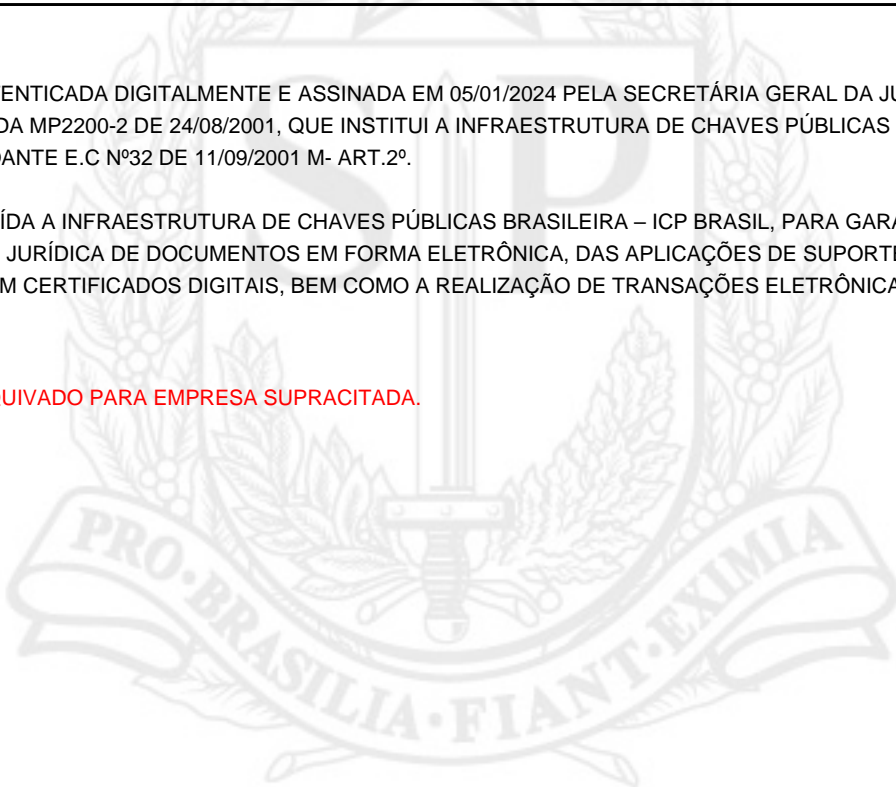 ENTICADA DIGITALMENTE E ASSINADA EM 05/01/2024 PELA SECRETÁRIA GERAL DA JU
DA MP2200-2 DE 24/08/2001, QUE INSTITUI A INFRAESTRUTURA DE CHAVES PÚBLICAS
DANTE E.C Nº32 DE 11/09/2001 M- ART.2º.
ÍDA A INFRAESTRUTURA DE CHAVES PÚBLICAS BRASILEIRA – ICP BRASIL, PARA GARA
JURÍDICA DE DOCUMENTOS EM FORMA ELETRÔNICA, DAS APLICAÇÕES DE SUPORTE
M CERTIFICADOS DIGITAIS, BEM COMO A REALIZAÇÃO DE TRANSAÇÕES ELETRÔNICA
UIVADO PARA EMPRESA SUPRACITADA.
SP
PRO·BRASILIA·FIANT·EXIMIA